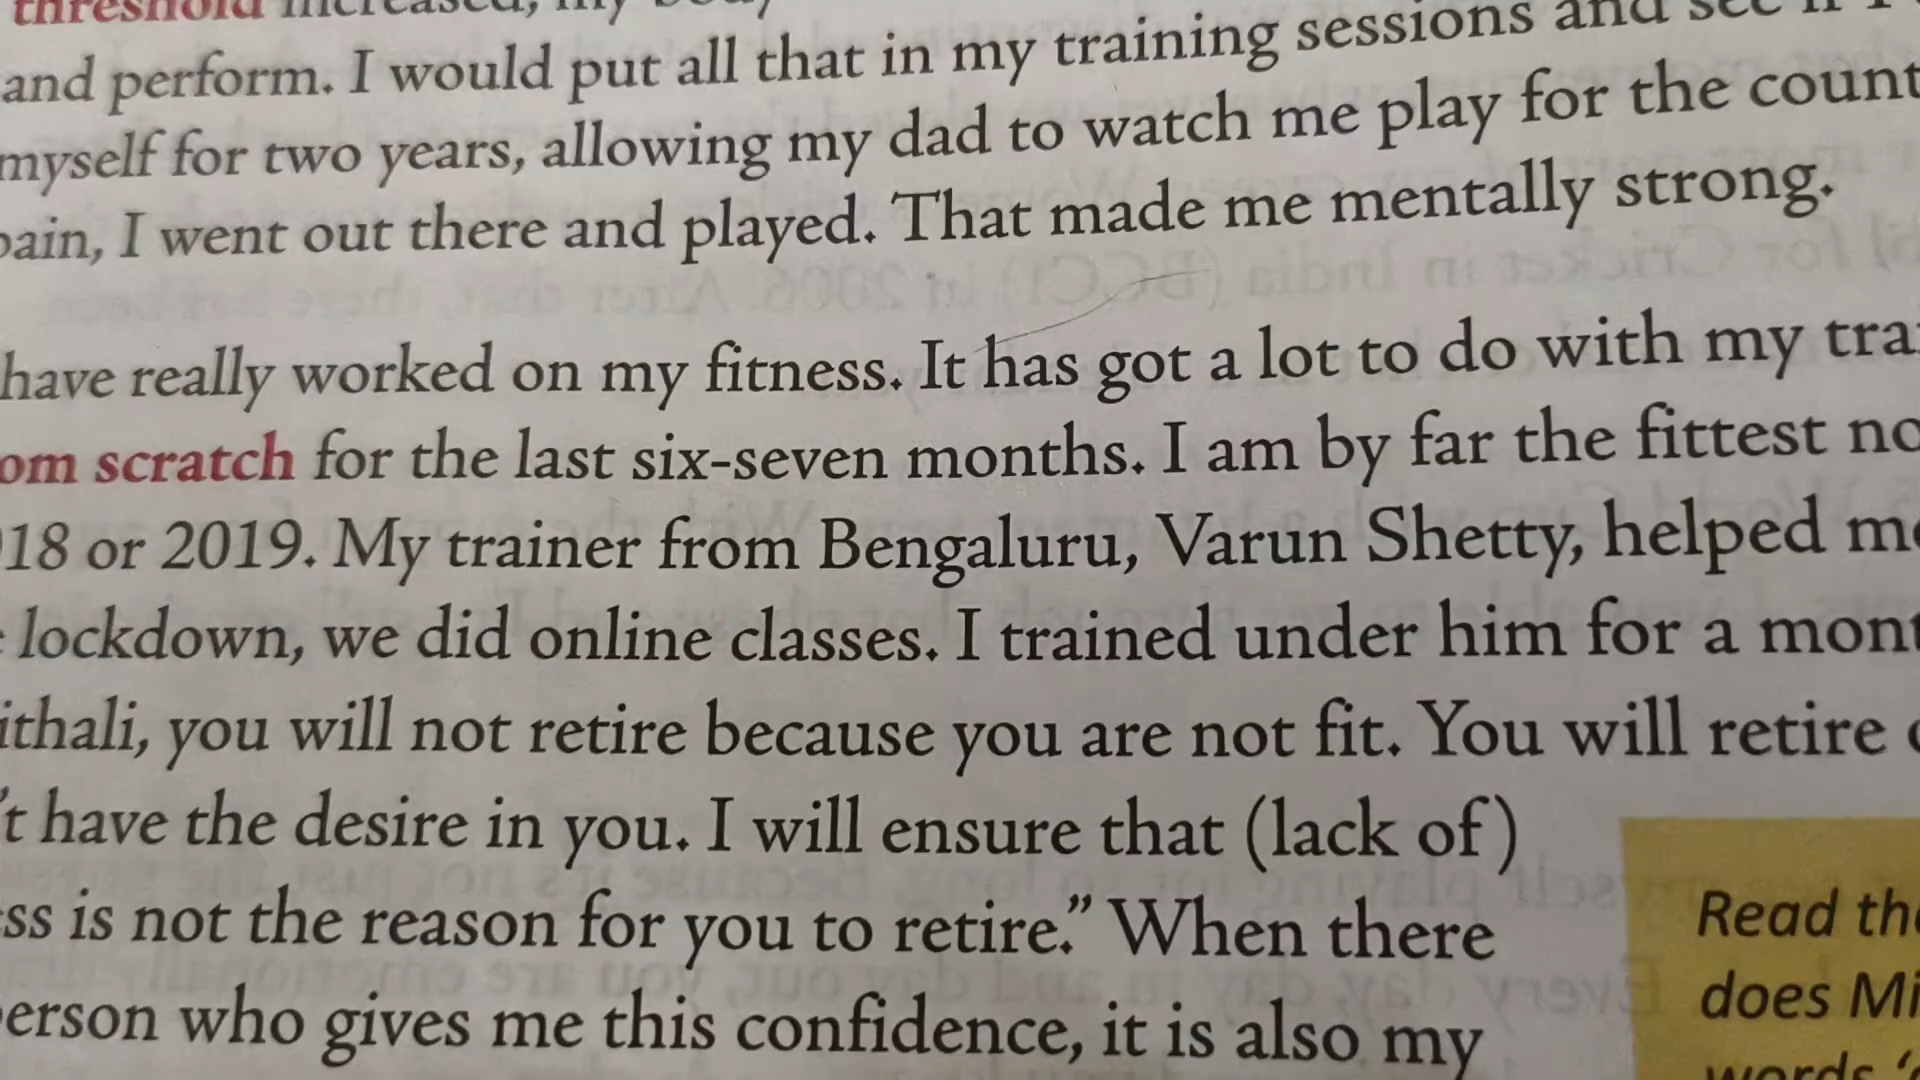 threshold increased, my body
and perform. I would put all that in my training sessions and see if I
myself for two years, allowing my dad to watch me play for the count
pain, I went out there and played. That made me mentally strong.
have really worked on my fitness. It has got a lot to do with my tra
om scratch for the last six-seven months. I am by far the fittest no
18 or 2019. My trainer from Bengaluru, Varun Shetty, helped me
lockdown, we did online classes. I trained under him for a mont
ithali, you will not retire because you are not fit. You will retire
't have the desire in you. I will ensure that (lack of)
ss is not the reason for you to retire.” When there
erson who gives me this confidence, it is also my
Read the
does Mi
words